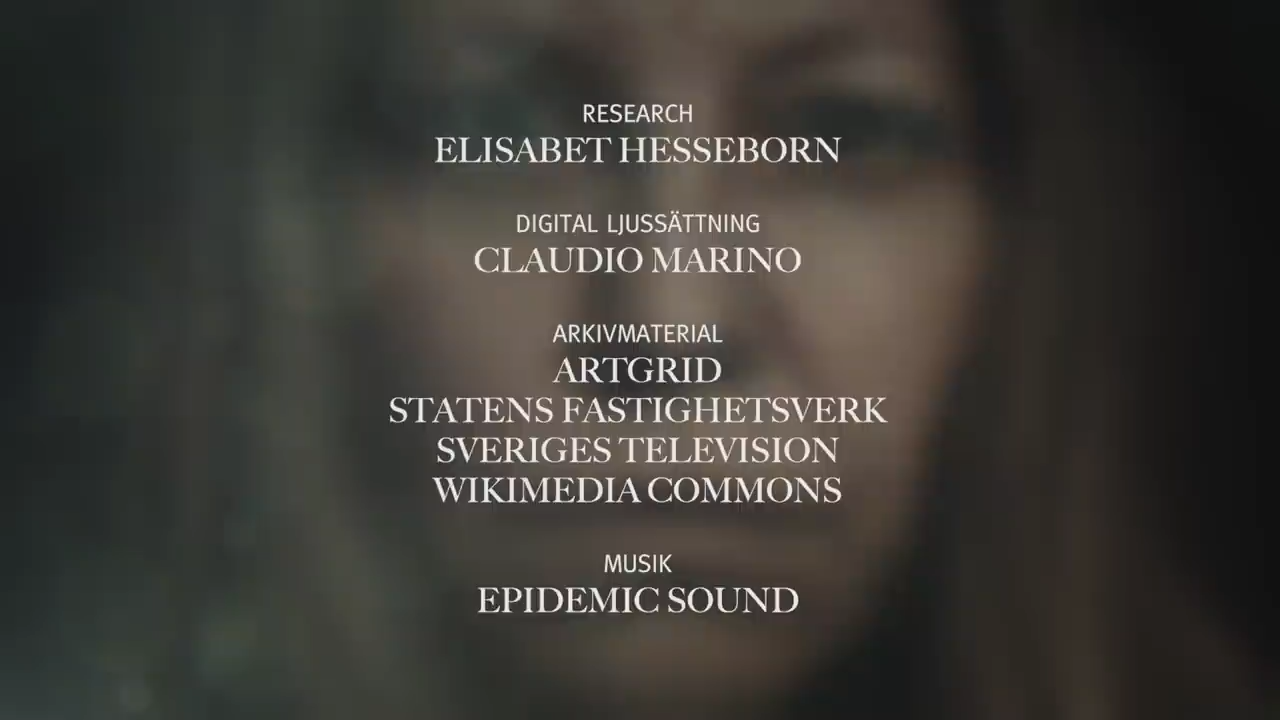 RESEARCH
ELISABET HESSEBORN
DIGITAL LJUSSÄTTNING
CLAUDIO MARINO
ARKIVMATERIAL
ARTGRID
STATENS FASTIGHETSVERK
SVERIGES TELEVISION
WIKIMEDIA COMMONS
MUSIK
EPIDEMIC SOUND